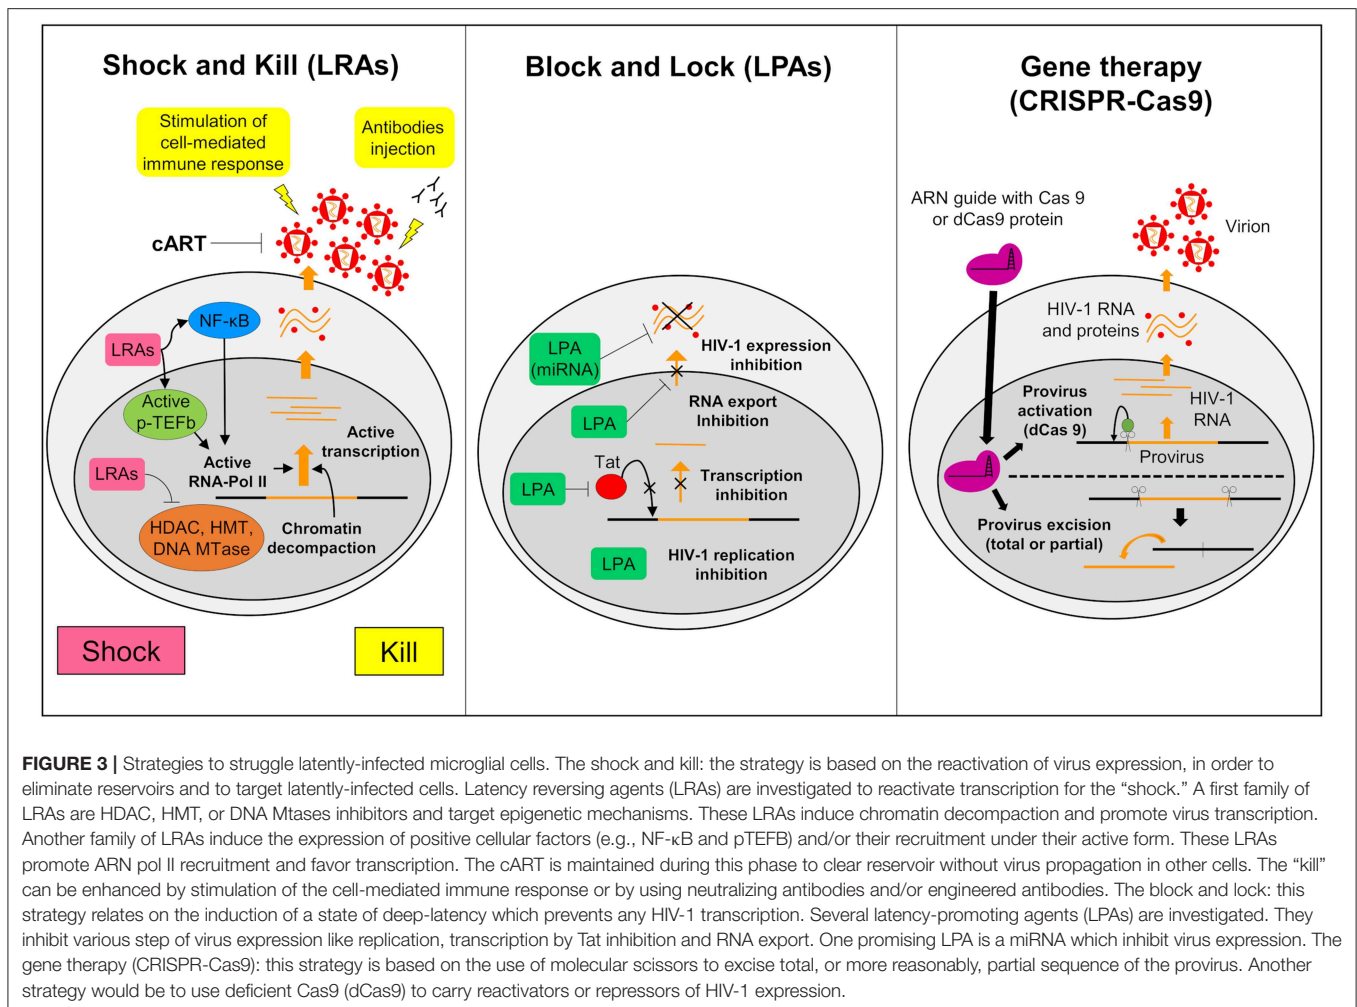 Shock and Kill (LRAs)
Stimulation of
cell-mediated
immune response
Antibodies
injection
cART
NF-κB
LRAs
Active
p-TEFb
Active
RNA-Pol II
Active
transcription
LRAs
HDAC, HMT,
DNA MTase
Chromatin
decompaction
Shock
Kill
Block and Lock (LPAs)
LPA
(miRNA)
HIV-1 expression
inhibition
LPA
RNA export
Inhibition
Tat
LPA
Transcription
inhibition
LPA
HIV-1 replication
inhibition
Gene therapy
(CRISPR-Cas9)
ARN guide with Cas 9
or dCas9 protein
Virion
HIV-1 RNA
and proteins
Provirus
activation
(dCas 9)
HIV-1
RNA
Provirus
Provirus excision
(total or partial)
FIGURE 3 | Strategies to struggle latently-infected microglial cells. The shock and kill: the strategy is based on the reactivation of virus expression, in order to
eliminate reservoirs and to target latently-infected cells. Latency reversing agents (LRAs) are investigated to reactivate transcription for the “shock.” A first family of
LRAs are HDAC, HMT, or DNA Mtases inhibitors and target epigenetic mechanisms. These LRAs induce chromatin decompaction and promote virus transcription.
Another family of LRAs induce the expression of positive cellular factors (e.g., NF-κB and pTEFB) and/or their recruitment under their active form. These LRAs
promote ARN pol II recruitment and favor transcription. The cART is maintained during this phase to clear reservoir without virus propagation in other cells. The “kill”
can be enhanced by stimulation of the cell-mediated immune response or by using neutralizing antibodies and/or engineered antibodies. The block and lock: this
strategy relates on the induction of a state of deep-latency which prevents any HIV-1 transcription. Several latency-promoting agents (LPAs) are investigated. They
inhibit various step of virus expression like replication, transcription by Tat inhibition and RNA export. One promising LPA is a miRNA which inhibit virus expression. The
gene therapy (CRISPR-Cas9): this strategy is based on the use of molecular scissors to excise total, or more reasonably, partial sequence of the provirus. Another
strategy would be to use deficient Cas9 (dCas9) to carry reactivators or repressors of HIV-1 expression.